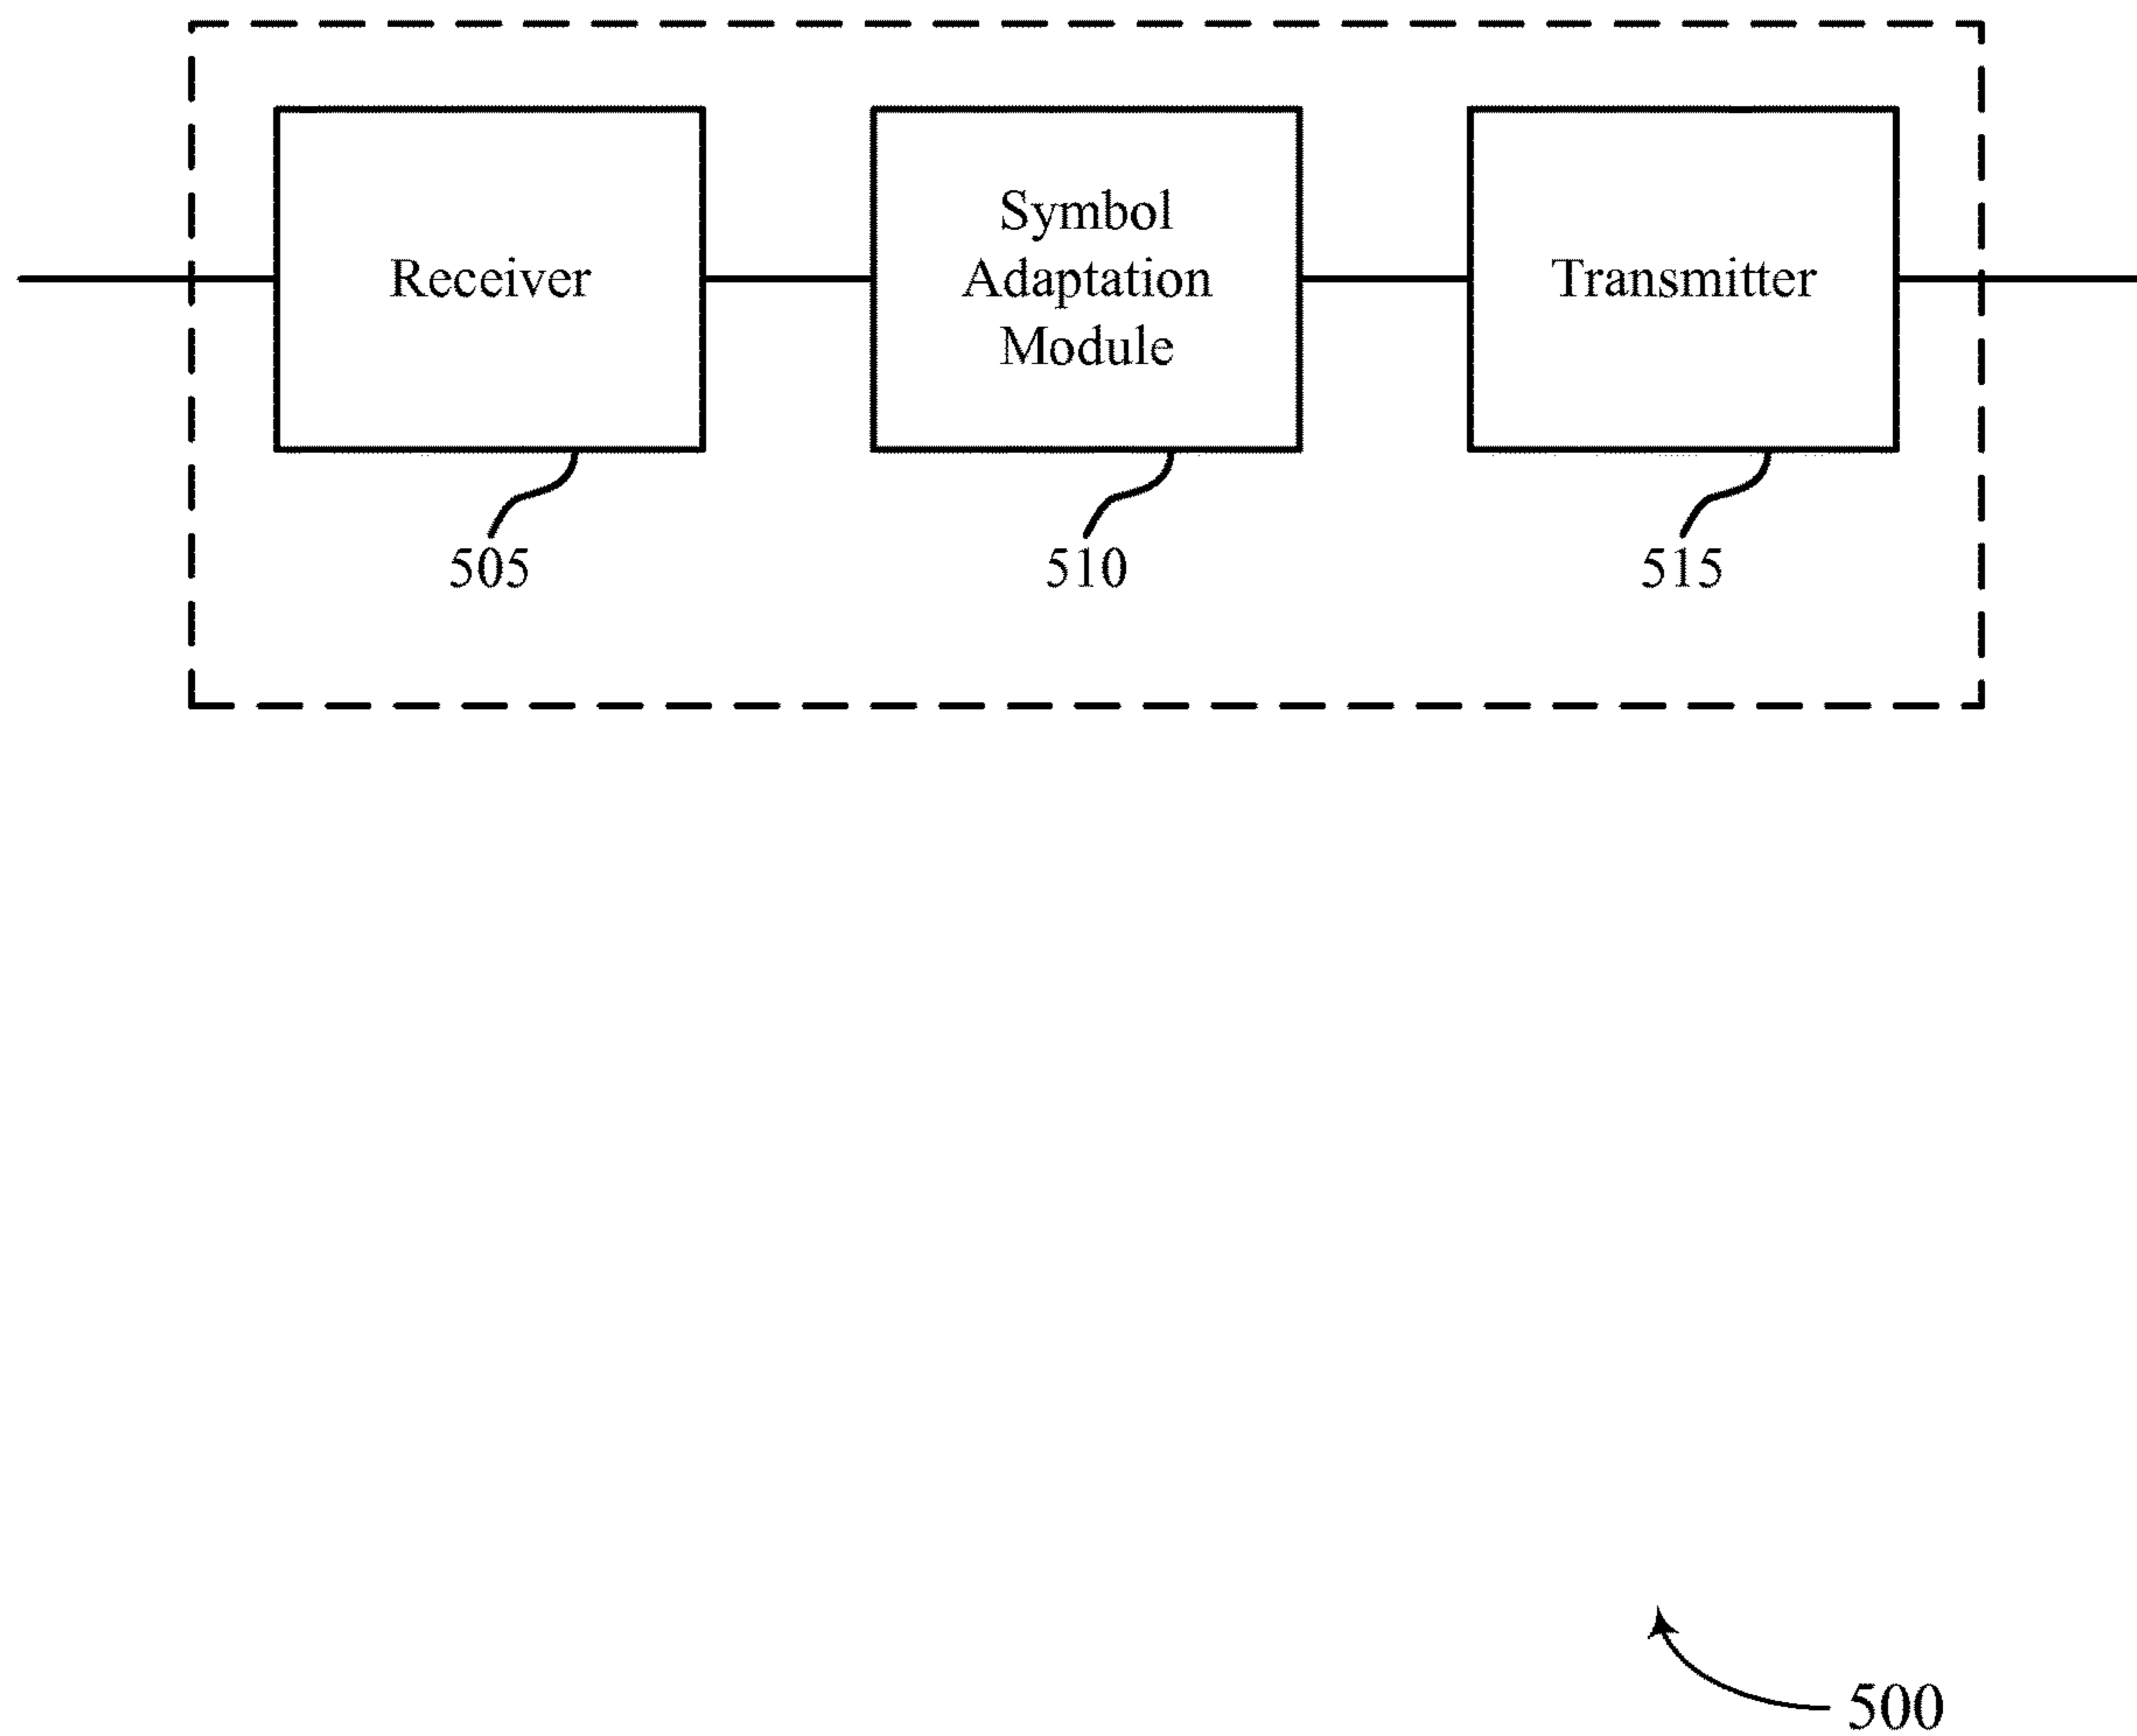 Receiver
Symbol
Adaptation
Module
Transmitter
505
510
515
500